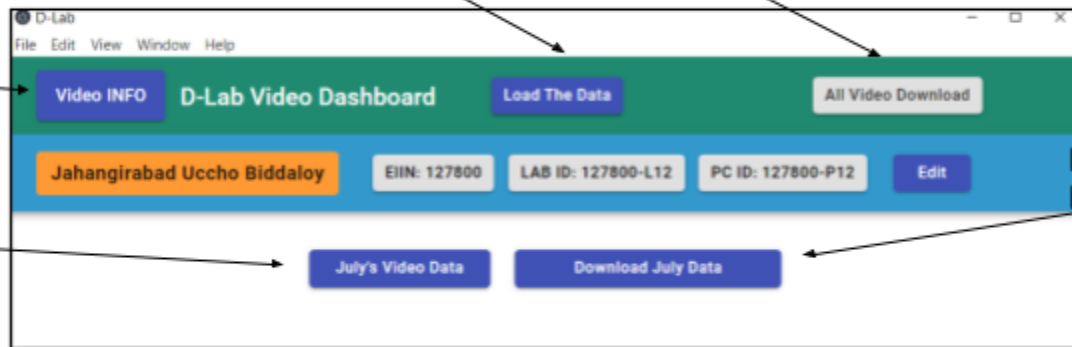 D-Lab
File Edit View Window Help
Video INFO D-Lab Video Dashboard Load The Data All Video Download
Jahangirabad Uccho Biddaloy EIIN: 127800 LAB ID: 127800-L12 PC ID: 127800-P12 Edit
July's Video Data Download July Data